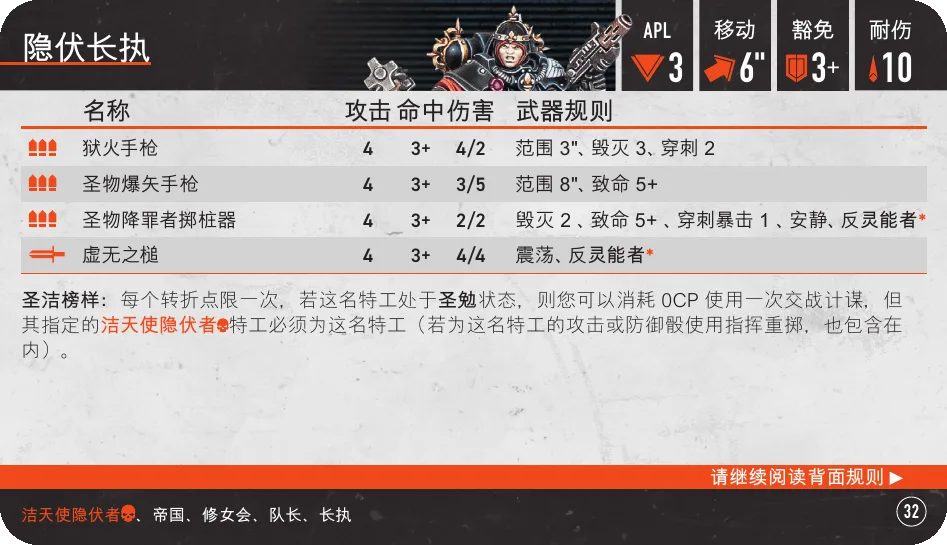 隐伏长执
APL 移动 豁免 耐伤
3 6" 3+ 10
名称 攻击 命中 伤害 武器规则
狱火手枪 4 3+ 4/2 范围 3"、毁灭 3、穿刺 2
圣物爆矢手枪 4 3+ 3/5 范围 8"、致命 5+
圣物降罪者掷桩器 4 3+ 2/2 毁灭 2 、致命 5+ 、穿刺暴击 1 、安静、反灵能者*
虚无之槌 4 3+ 4/4 震荡、反灵能者*
圣洁榜样：每个转折点限一次，若这名特工处于圣勉状态，则您可以消耗 0CP 使用一次交战计谋，但
其指定的洁天使隐伏者特工必须为这名特工（若为这名特工的攻击或防御骰使用指挥重掷，也包含在
内）。
请继续阅读背面规则 ▶
洁天使隐伏者、帝国、修女会、队长、长执
32